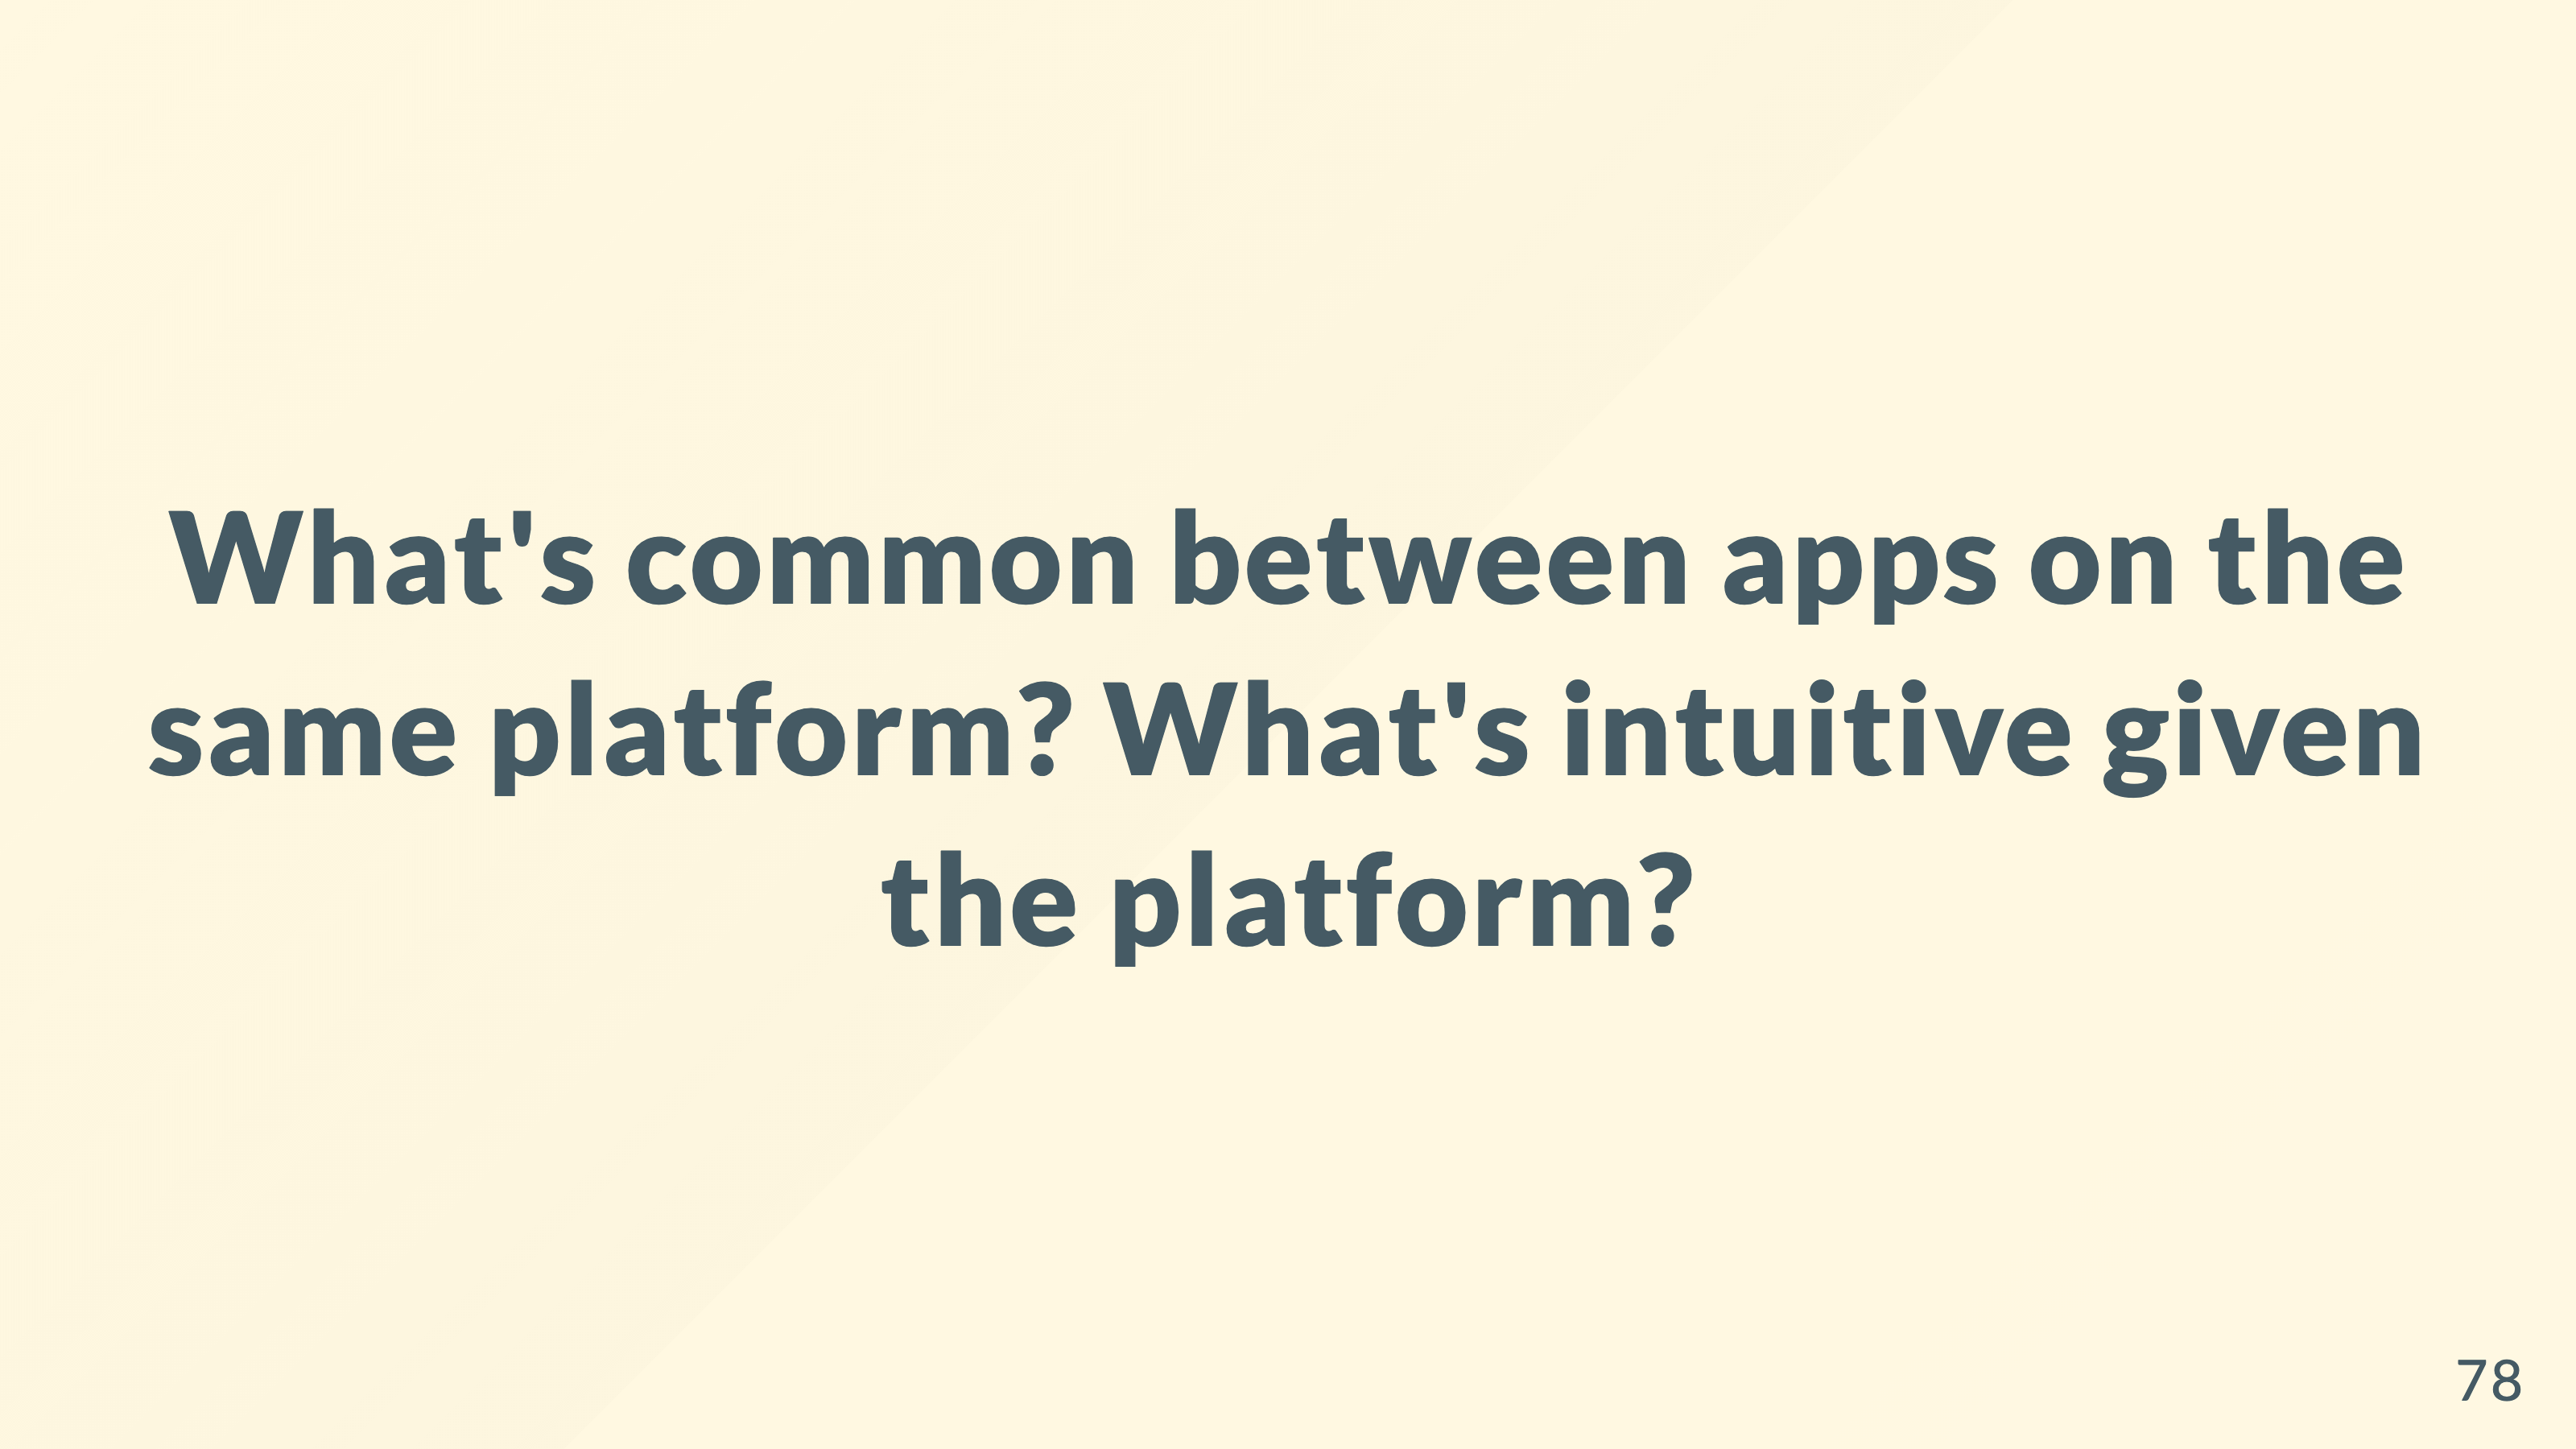 What's common between apps on the
same platform? What's intuitive given
the platform?
78